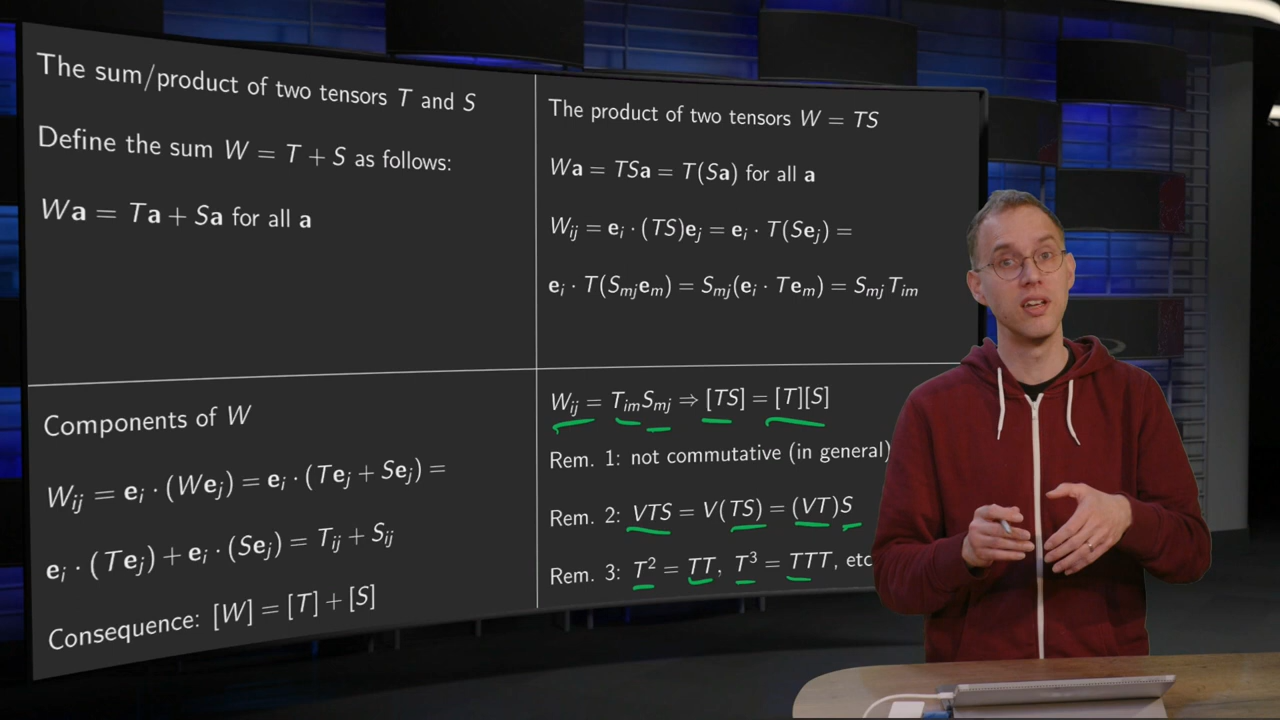 The sum/product of two tensors T and S
Define the sum W = T + S as follows:
Wa = Ta + Sa for all a
Components of W
W_ij = e_i · (We_j) = e_i · (Te_j + Se_j) =
e_i · (Te_j) + e_i · (Se_j) = T_ij + S_ij
Consequence: [W] = [T] + [S]
The product of two tensors W = TS
Wa = TSa = T(Sa) for all a
W_ij = e_i · (TS)e_j = e_i · T(Se_j) =
e_i · T(S_mj e_m) = S_mj(e_i · Te_m) = S_mj T_im
W_ij = T_im S_mj ⇒ [TS] = [T][S]
Rem. 1: not commutative (in general)
Rem. 2: VTS = V(TS) = (VT)S
Rem. 3: T² = TT, T³ = TTT, etc